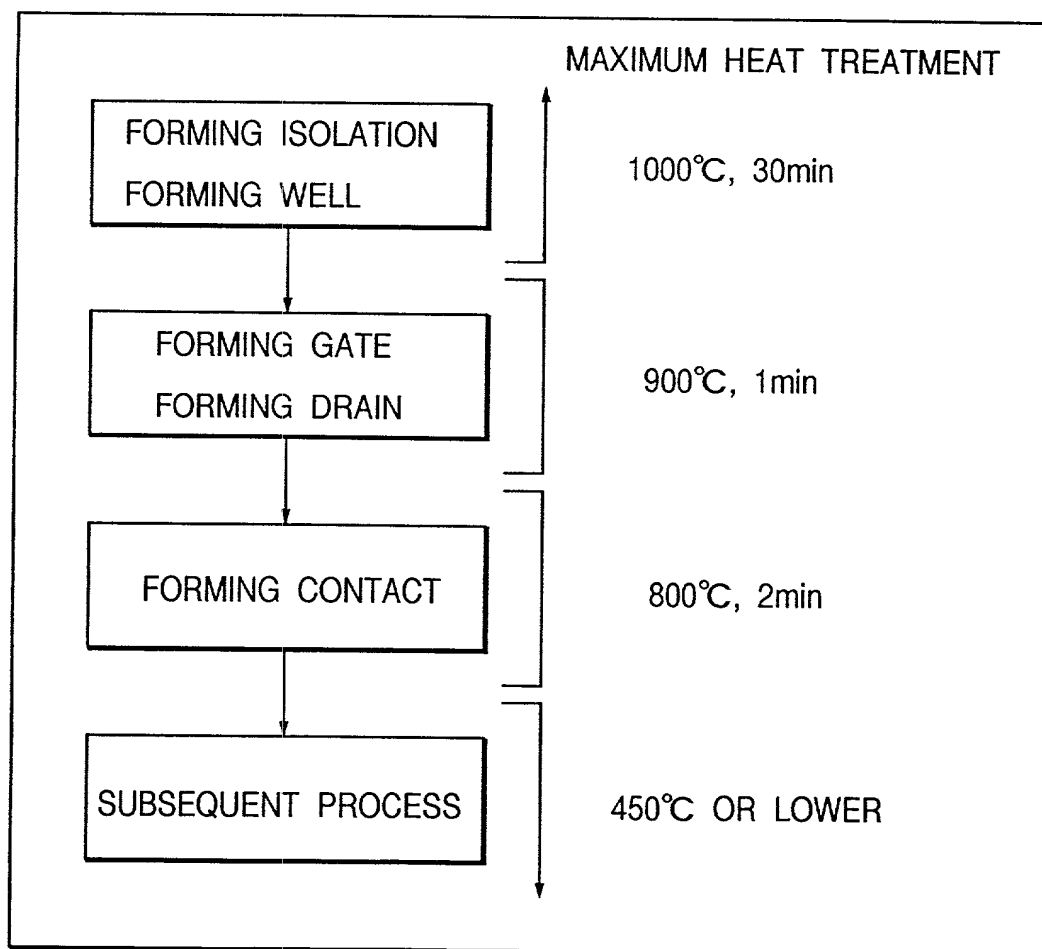 MAXIMUM HEAT TREATMENT
FORMING ISOLATION
FORMING WELL
1000℃, 30min
FORMING GATE
FORMING DRAIN
900℃, 1min
FORMING CONTACT
800℃, 2min
SUBSEQUENT PROCESS
450℃ OR LOWER